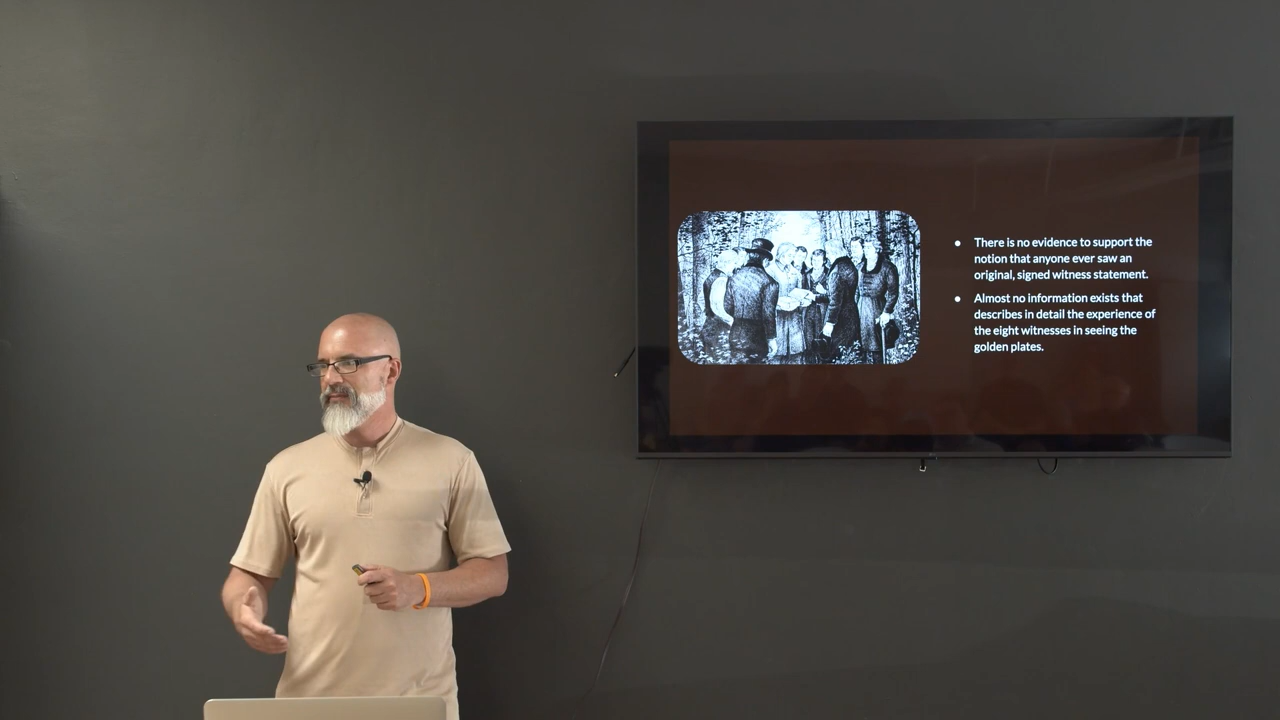 There is no evidence to support the
notion that anyone ever saw an
original, signed witness statement.
Almost no information exists that
describes in detail the experience of
the eight witnesses in seeing the
golden plates.